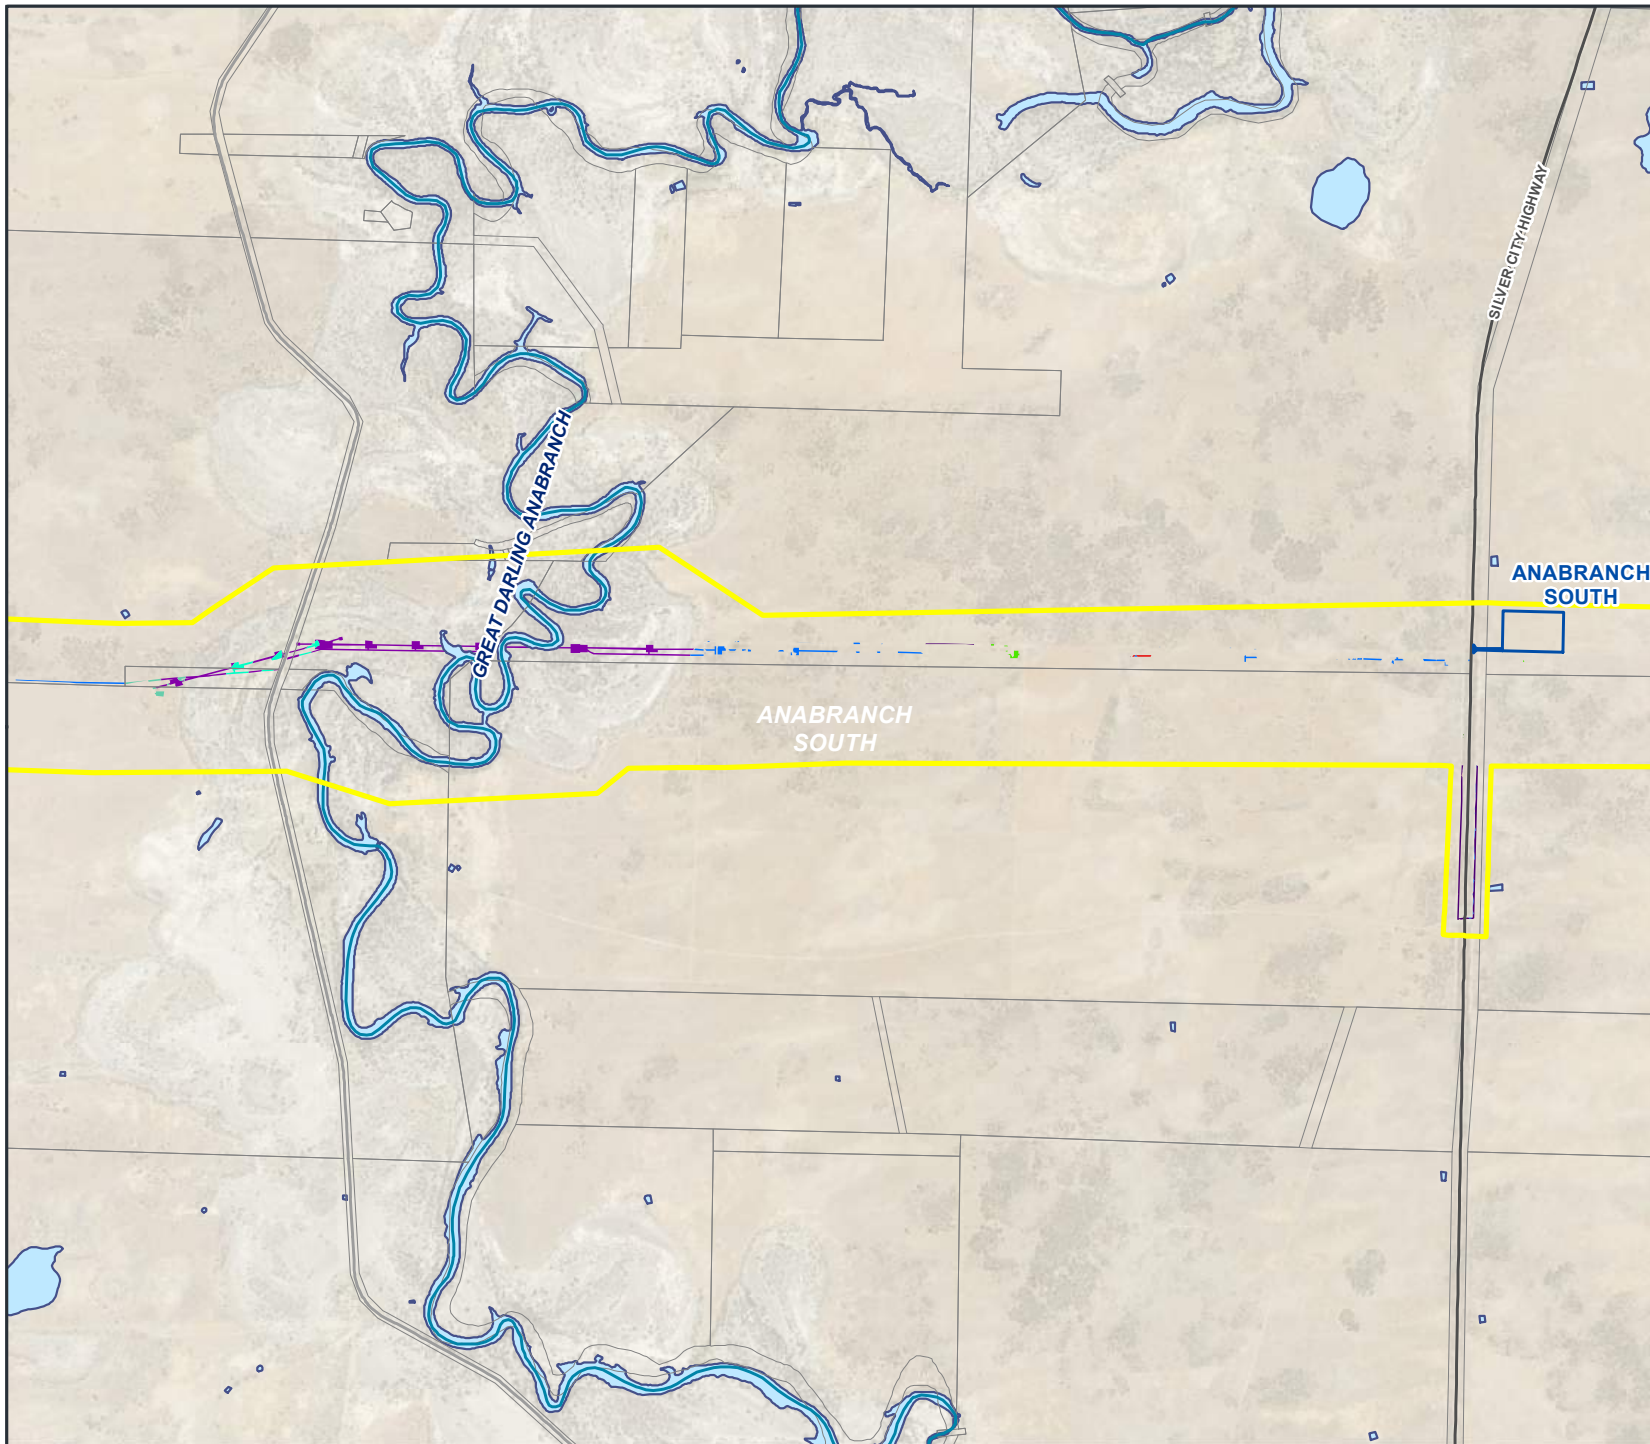 SILVER CITY HIGHWAY
GREAT DARLING ANABRANCH
ANABRANCH
SOUTH
ANABRANCH
SOUTH